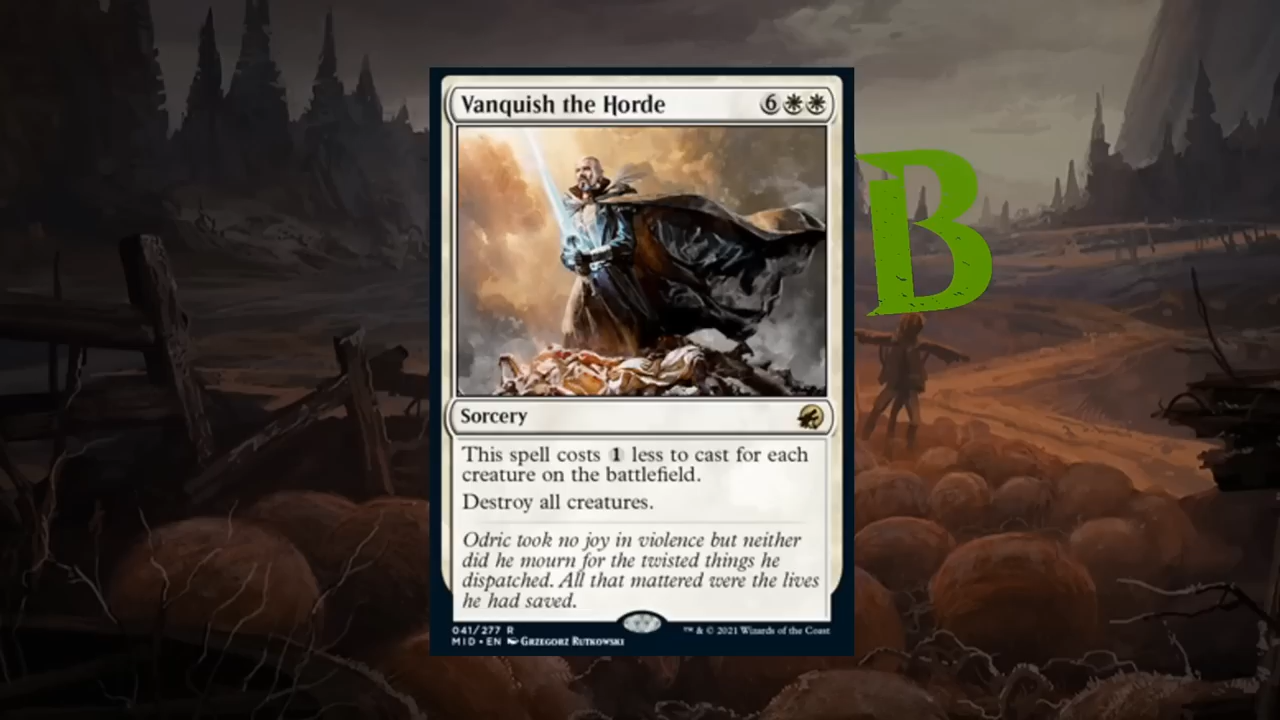 Vanquish the Horde 6
B
Sorcery
This spell costs 1 less to cast for each
creature on the battlefield.
Destroy all creatures.
Odric took no joy in violence but neither
did he mourn for the twisted things he
dispatched. All that mattered were the lives
he had saved.
041/277 R
™ & © 2021 Wizards of the Coast
MID • EN Grzegorz Rutkowski